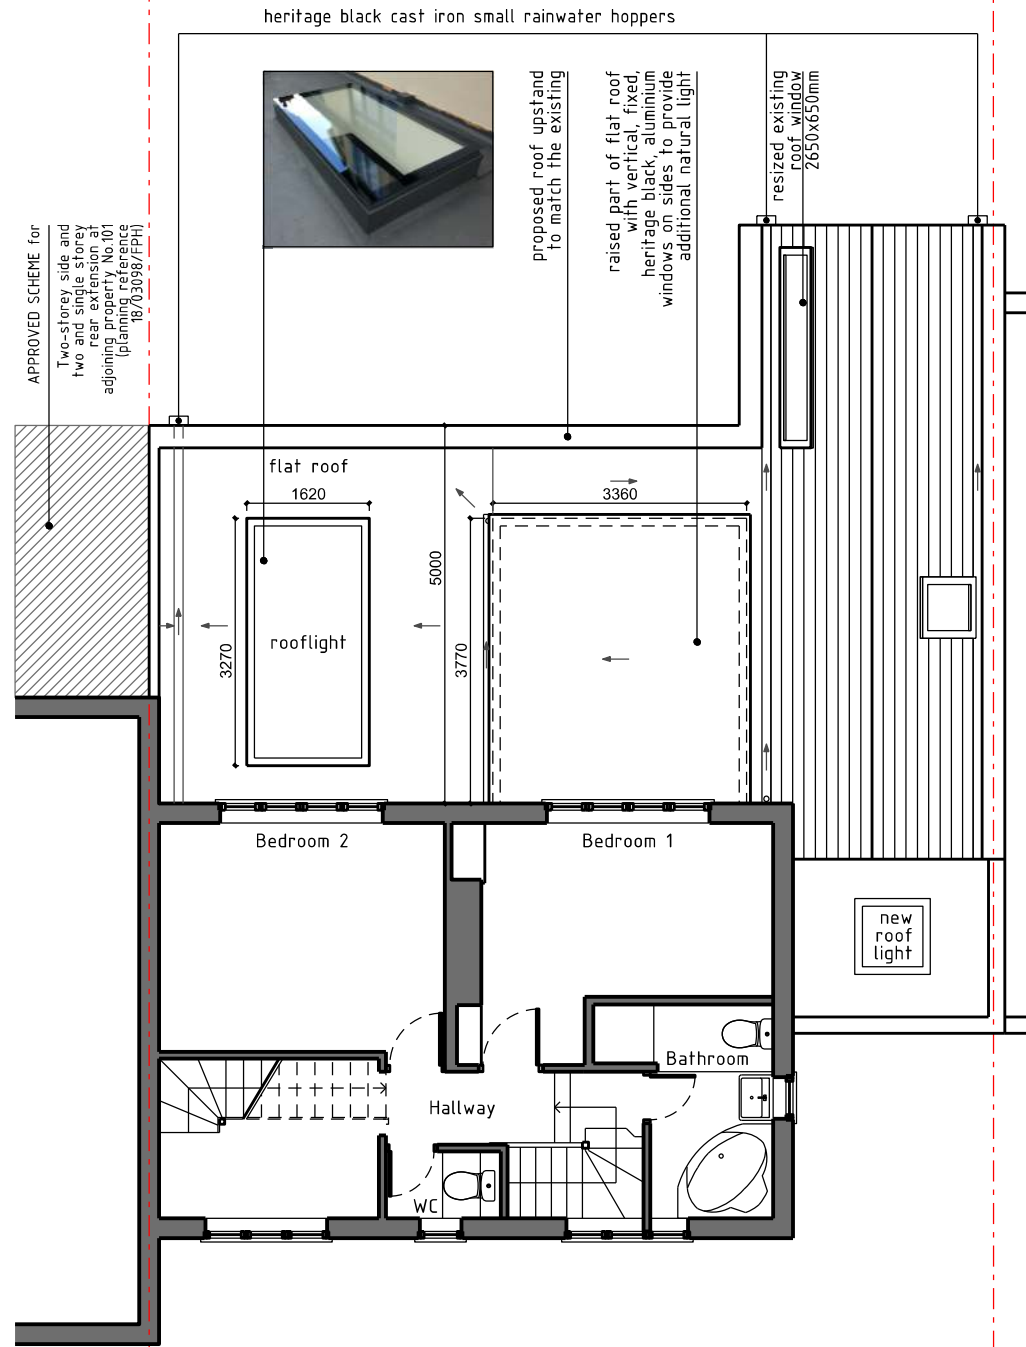 heritage black cast iron small rainwater hoppers
proposed roof upstand
to match the existing
raised part of flat roof
with vertical, fixed,
heritage black, aluminium
windows on sides to provide
additional natural light
resized existing
roof window
2650x650mm
APPROVED SCHEME for
Two-storey side and
two and single storey
rear extension at
adjoining property No.101
(planning reference
18/03098/FPH)
flat roof
1620
3360
5000
3270
3770
rooflight
Bedroom 2
Bedroom 1
new
roof
light
Bathroom
Hallway
WC